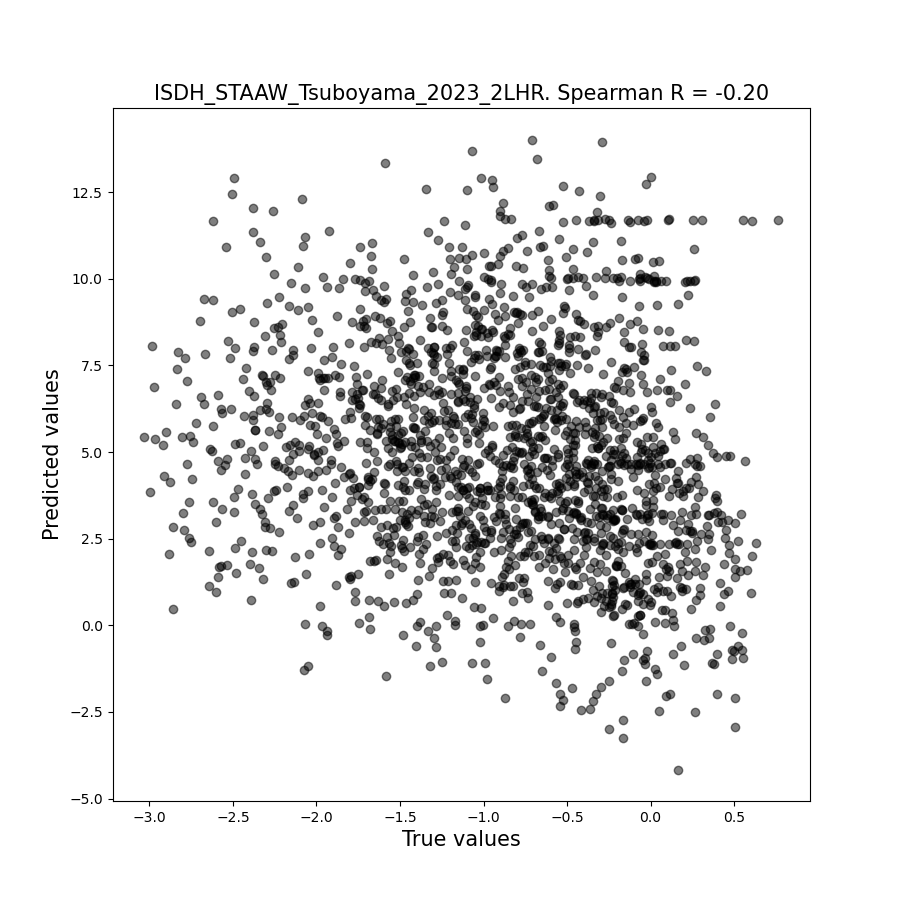 ISDH_STAAW_Tsuboyama_2023_2LHR. Spearman R = -0.20
Predicted values
12.5
10.0
7.5
5.0
2.5
0.0
−2.5
−5.0
−3.0 −2.5 −2.0 −1.5 −1.0 −0.5 0.0 0.5
True values